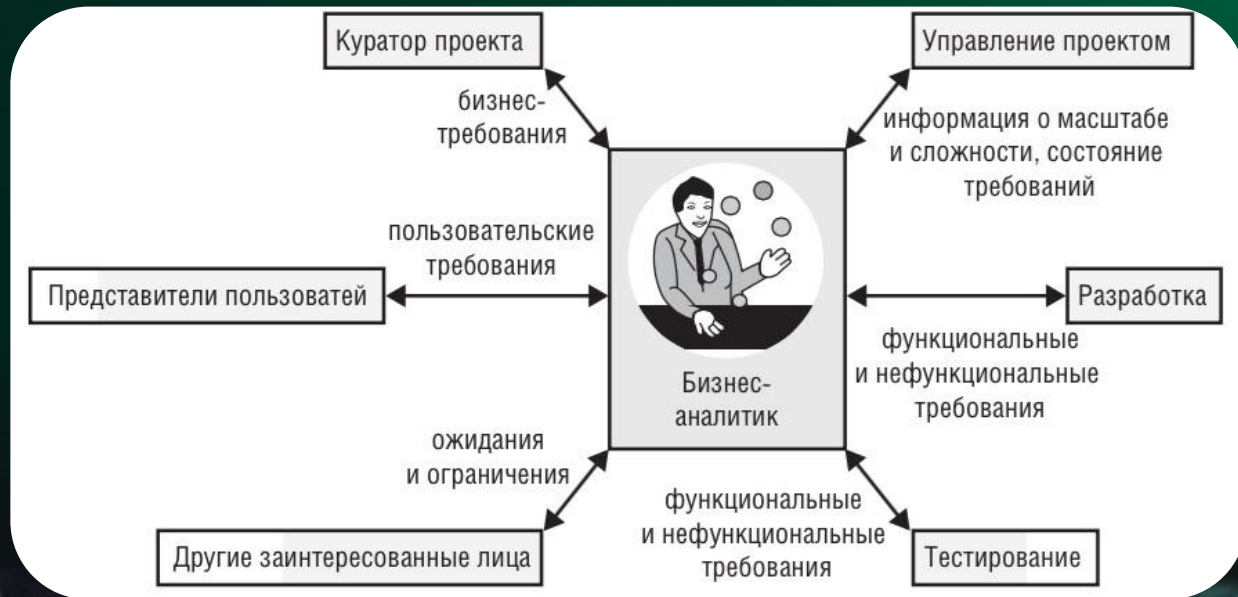 Куратор проекта
Управление проектом
бизнес-
требования
информация о масштабе
и сложности, состояние
требований
пользовательские
требования
Представители пользоватей
Разработка
функциональные
и нефункциональные
требования
Бизнес-
аналитик
ожидания
и ограничения
функциональные
и нефункциональные
требования
Другие заинтересованные лица
Тестирование